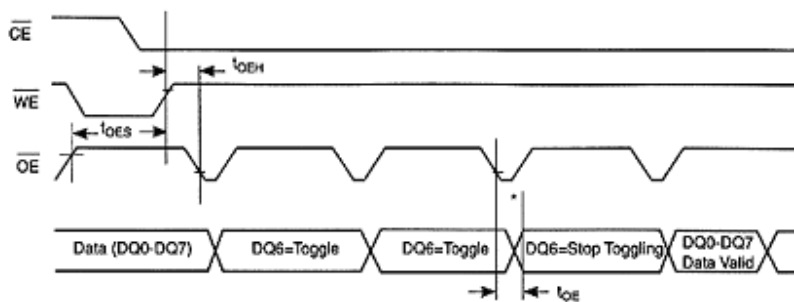 CE
tOEH
WE
tOES
OE
*
Data (DQ0-DQ7)
DQ6=Toggle
DQ6=Toggle
DQ6=Stop Toggling
DQ0-DQ7
Data Valid
tOE